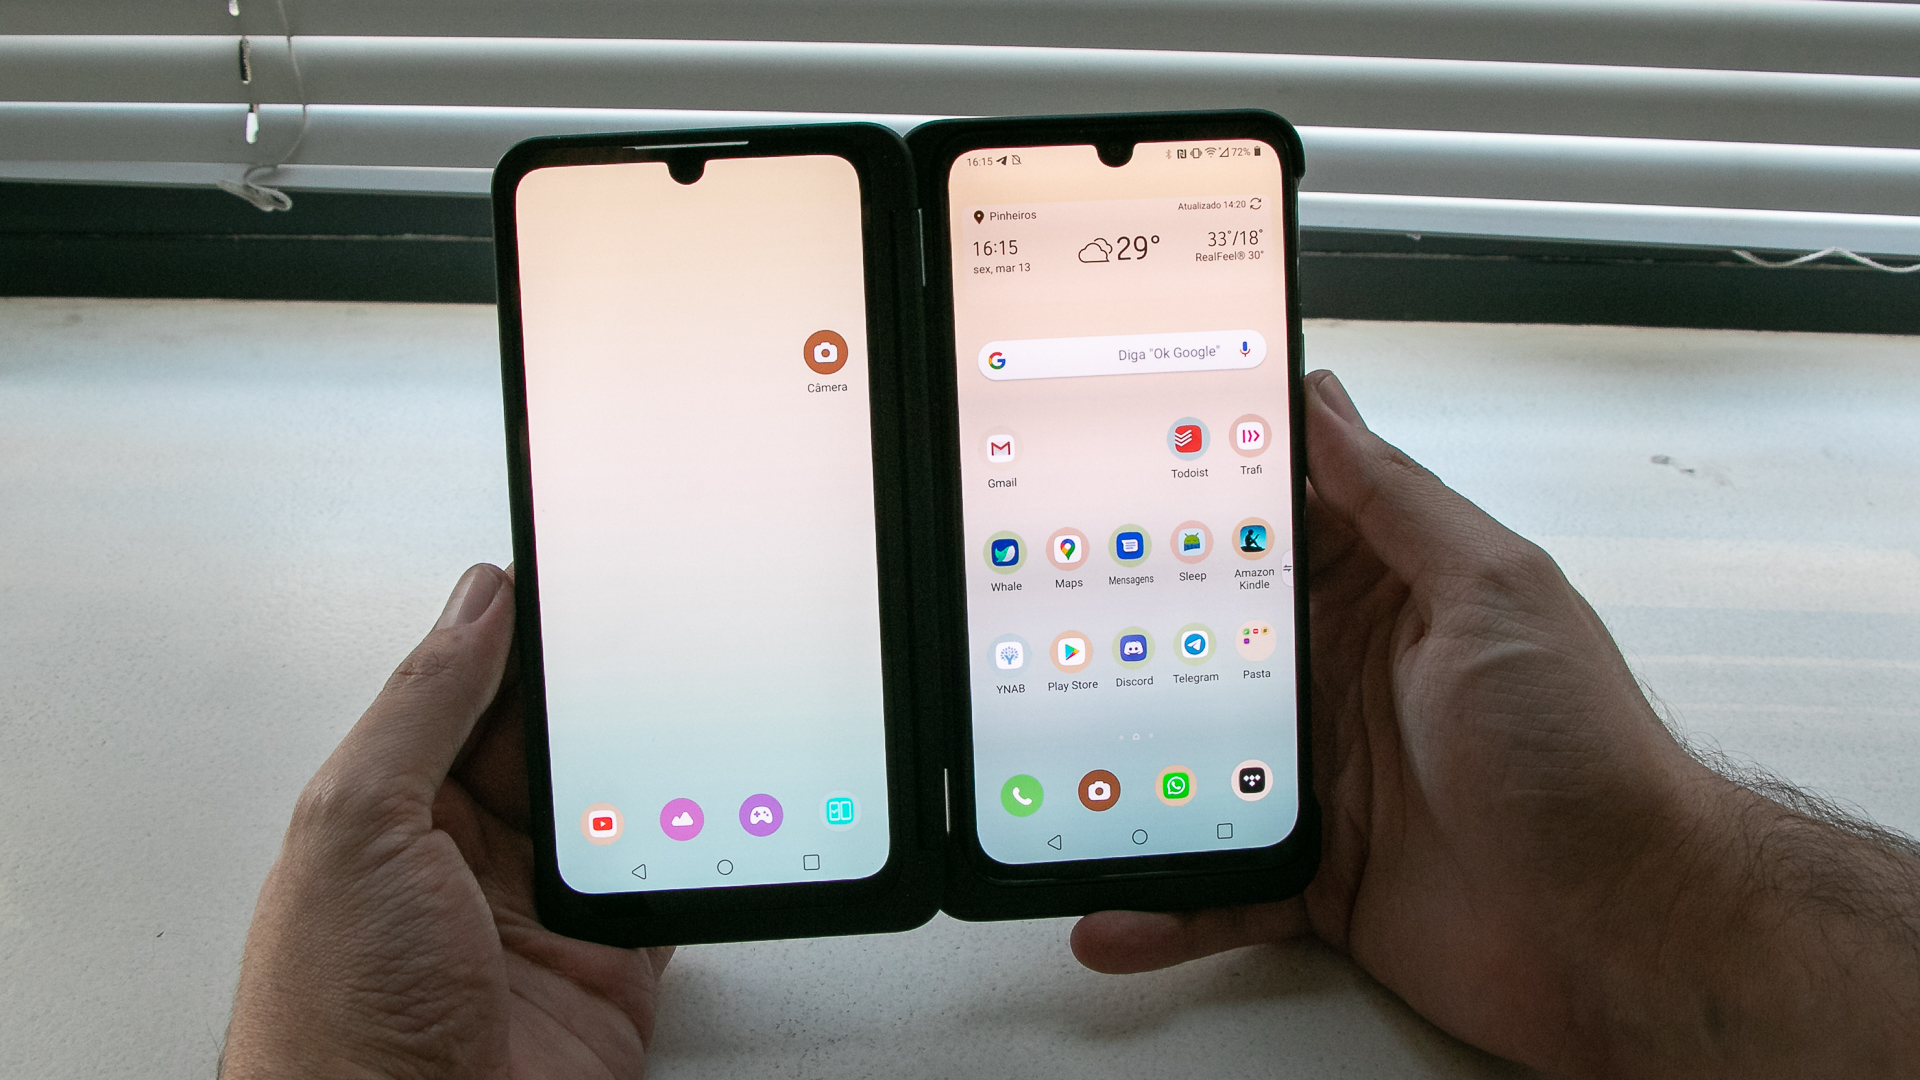 Câmera
16:15
72%
Pinheiros
Atualizado 14:20
16:15
sex, mar 13
29°
33°/18°
RealFeel® 30°
G
Diga "Ok Google"
Gmail
Todoist
Trafi
Whale
Maps
Mensagens
Sleep
Amazon
Kindle
YNAB
Play Store
Discord
Telegram
Pasta